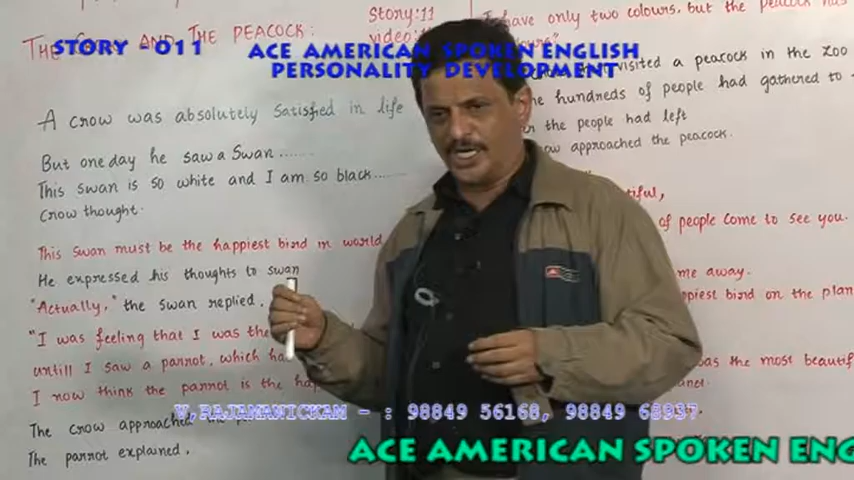 STORY - 011
ACE AMERICAN SPOKEN ENGLISH
PERSONALITY DEVELOPMENT
THE AND THE PEACOCK:
Story:11
video:
A crow was absolutely satisfied in life
But one day he saw a Swan.......
This swan is so white and I am so black........
Crow thought.
This swan must be the happiest bird in world
He expressed his thoughts to swan
"Actually," the swan replied.
"I was feeling that I was the
untill I saw a parrot, which
I now think the parrot is the
The crow approached the
The parrot explained.
I have only two colours, but the peacock has
visited a peacock in the zoo
hundreds of people had gathered to
the people had left
approached the peacock.
of people come to see you.
me away.
bird on the
was the most
V,RAJAMANICKAM - : 98849 56168, 98849 63937
ACE AMERICAN SPOKEN ENG